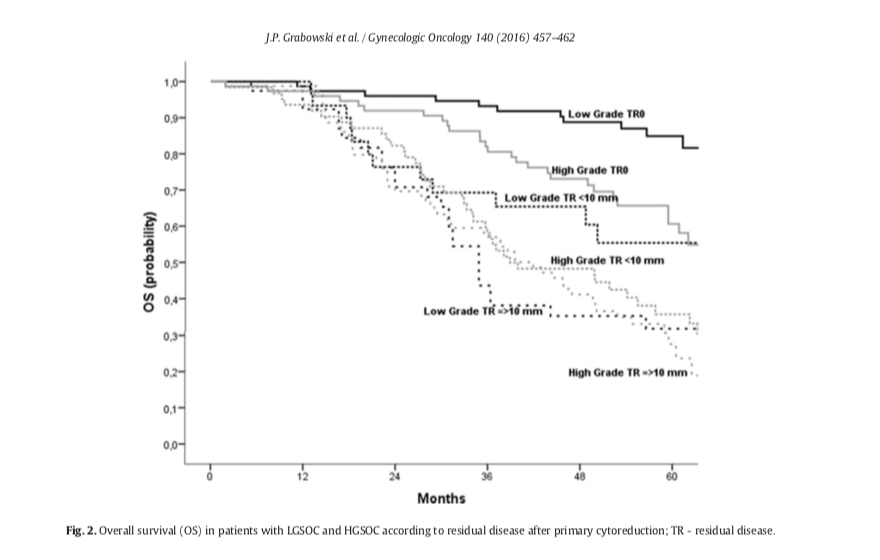 J.P. Grabowski et al. / Gynecologic Oncology 140 (2016) 457–462
1,0
Low Grade TR0
0,9
0,8
High Grade TR0
0,7
Low Grade TR <10 mm
0,6
OS (probability)
0,5
High Grade TR <10 mm
0,4
Low Grade TR =>10 mm
0,3
0,2
High Grade TR =>10 mm
0,1
0,0
0 12 24 36 48 60
Months
Fig. 2. Overall survival (OS) in patients with LGSOC and HGSOC according to residual disease after primary cytoreduction; TR - residual disease.